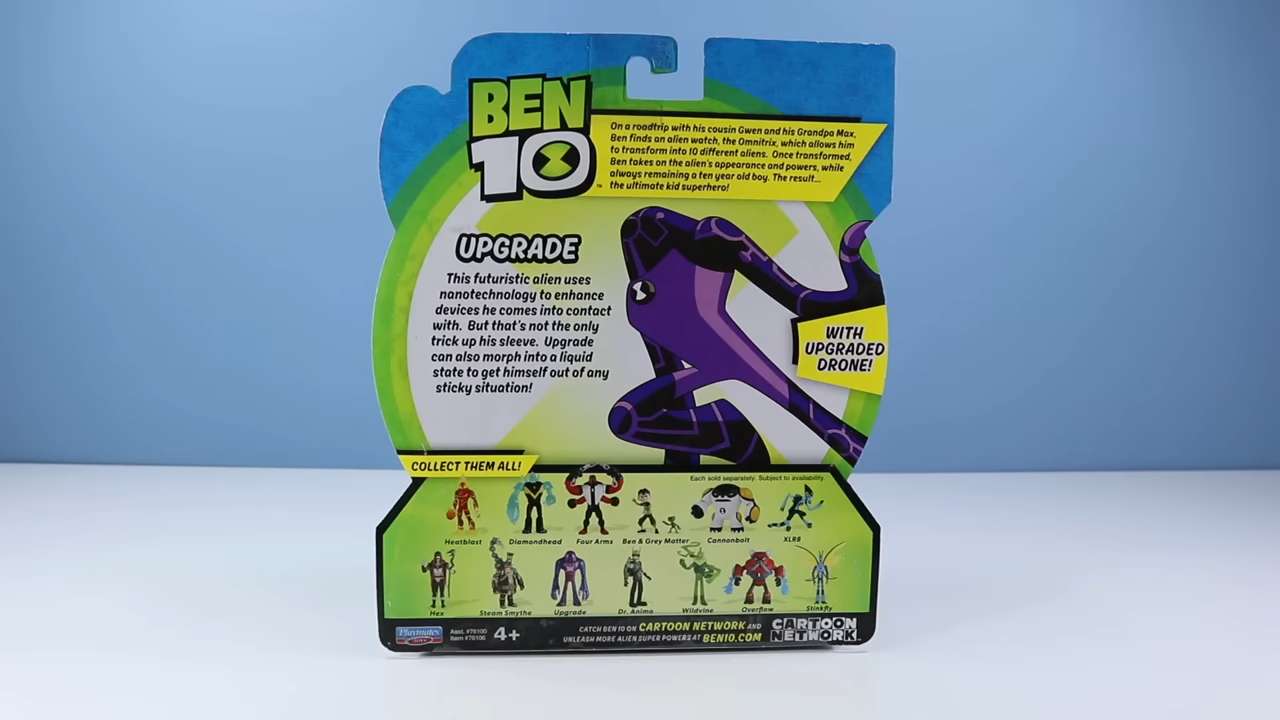 BEN
10
™
On a roadtrip with his cousin Gwen and his Grandpa Max,
Ben finds an alien watch, the Omnitrix, which allows him
to transform into 10 different aliens. Once transformed,
Ben takes on the alien's appearance and powers, while
always remaining a ten year old boy. The result...
the ultimate kid superhero!
UPGRADE
This futuristic alien uses
nanotechnology to enhance
devices he comes into contact
with. But that's not the only
trick up his sleeve. Upgrade
can also morph into a liquid
state to get himself out of any
sticky situation!
WITH
UPGRADED
DRONE!
COLLECT THEM ALL!
Each sold separately. Subject to availability.
Heatblast Diamondhead Four Arms Ben & Grey Matter Cannonbolt XLR8
Hex Steam Smythe Upgrade Dr. Animo Wildvine Overflow Stinkfly
Playmates
TOYS
Asst. #76100
Item #76106
4+
CATCH BEN 10 ON CARTOON NETWORK AND
UNLEASH MORE ALIEN SUPER POWERS AT BEN10.COM
CARTOON
NETWORK